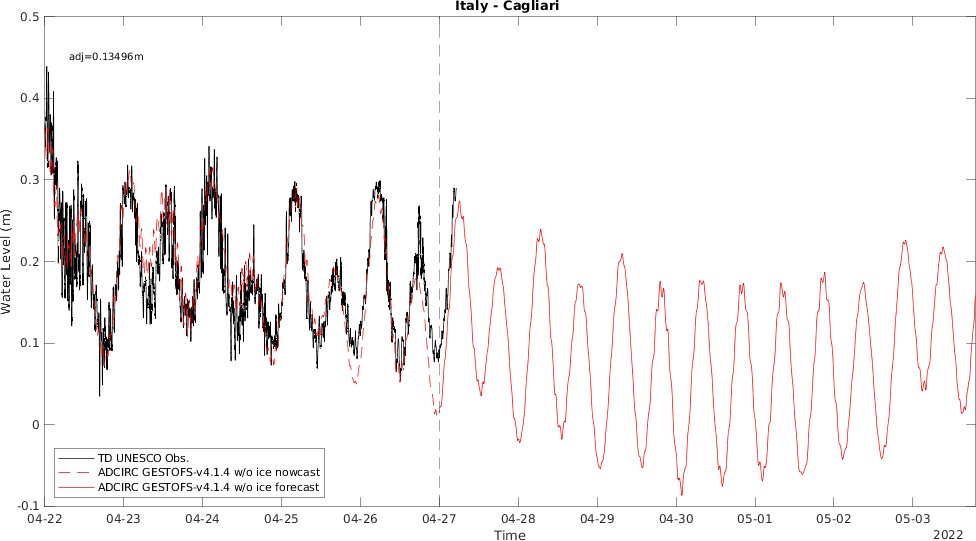 Italy - Cagliari
0.5
adj=0.13496m
0.4
0.3
0.2
0.1
0
-0.1
Water Level (m)
TD UNESCO Obs.
ADCIRC GESTOFS-v4.1.4 w/o ice nowcast
ADCIRC GESTOFS-v4.1.4 w/o ice forecast
04-22 04-23 04-24 04-25 04-26 04-27 04-28 04-29 04-30 05-01 05-02 05-03
Time
2022